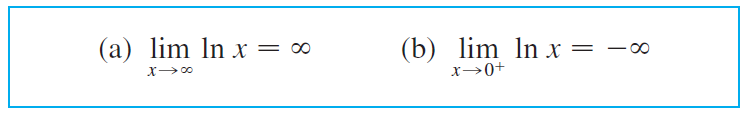 (a) lim ln x = ∞ (b) lim ln x = −∞
x→∞ x→0+